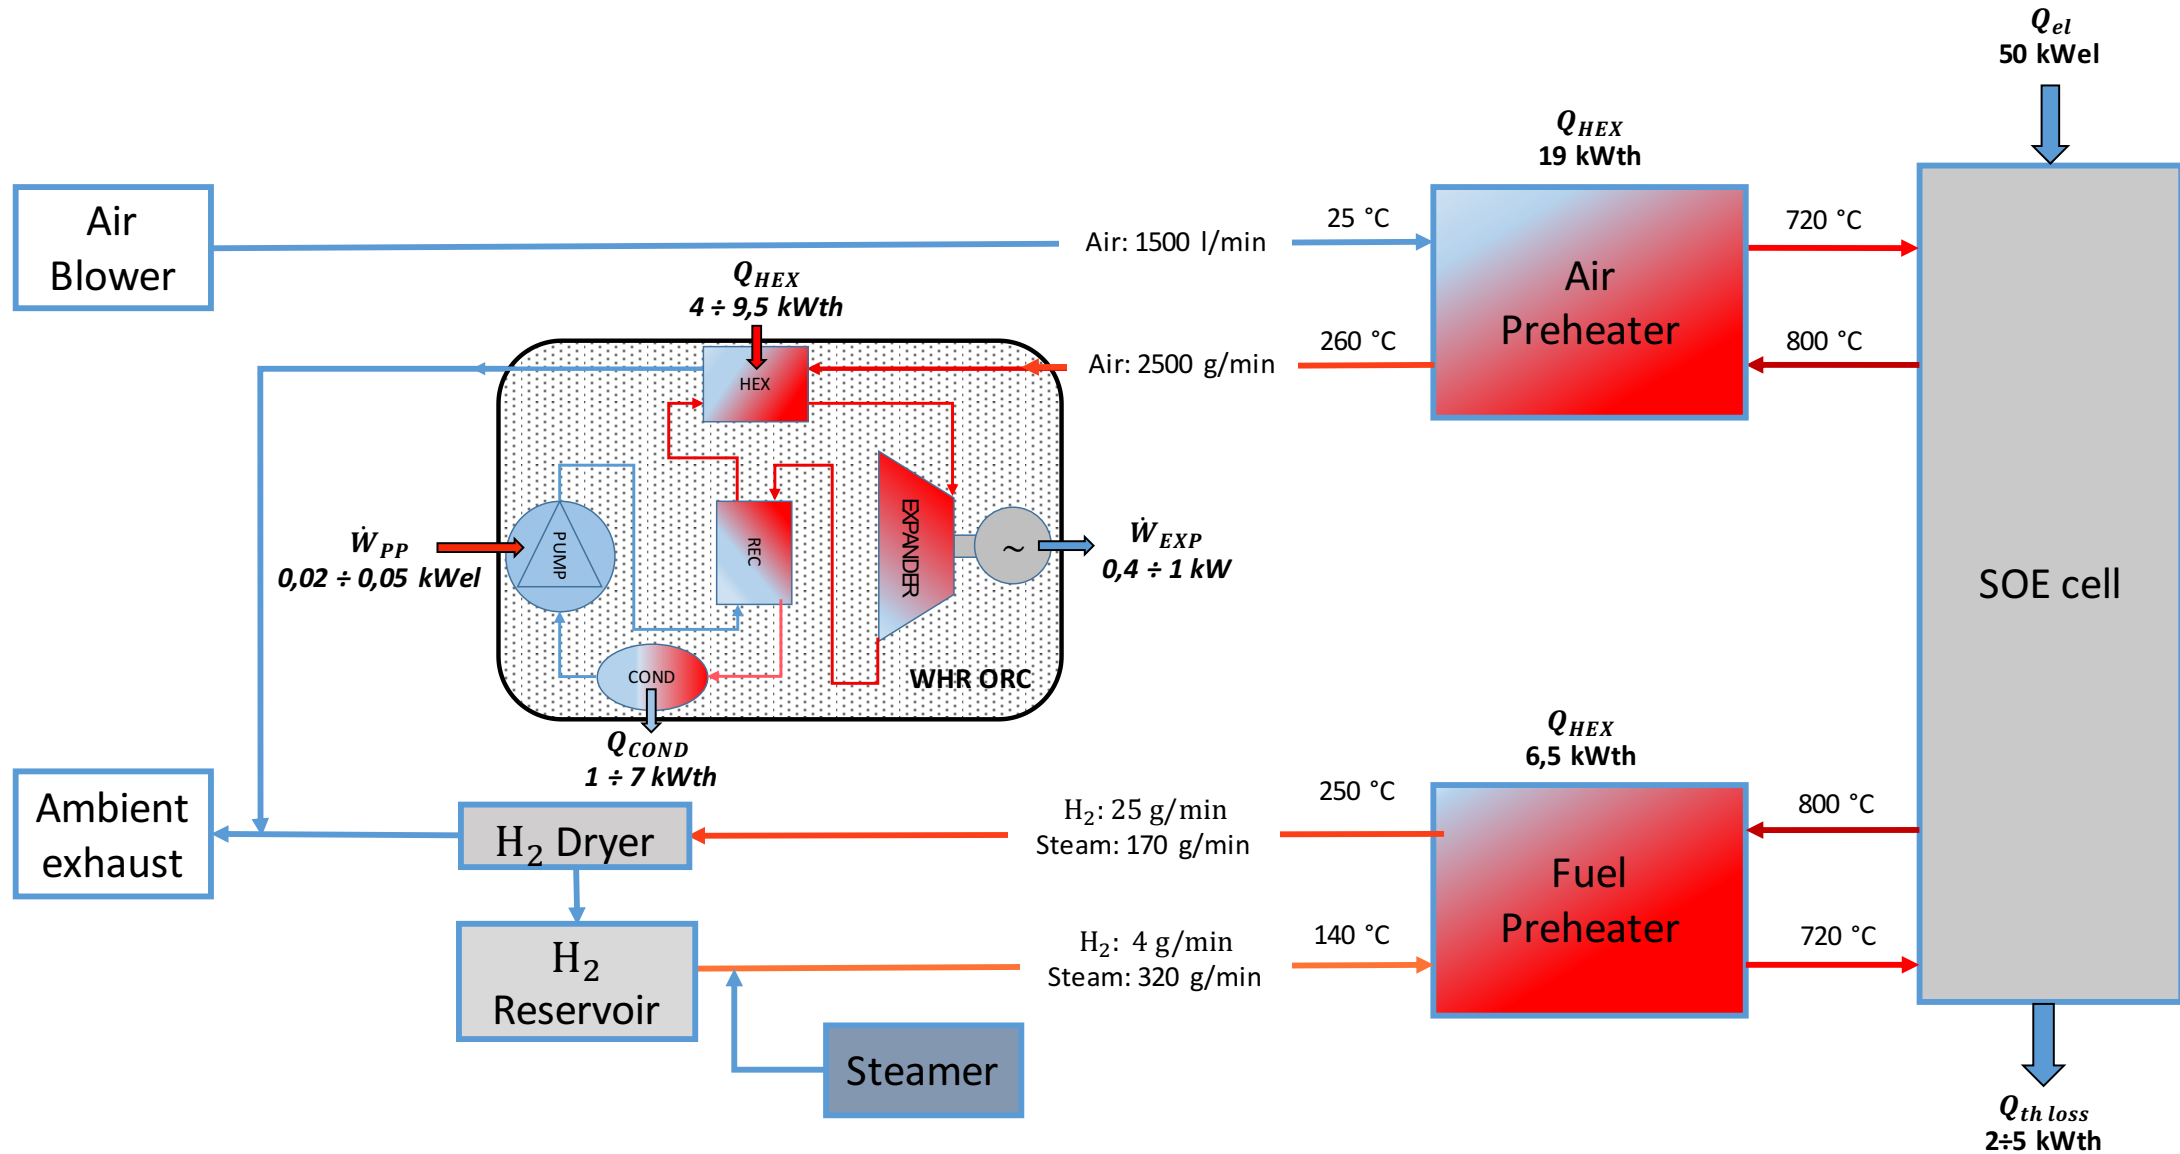 Q_el
50 kWel
Q_HEX
19 kWth
Air
Blower
Air: 1500 l/min
25 °C
720 °C
Air
Preheater
Q_HEX
4 ÷ 9,5 kWth
HEX
Air: 2500 g/min
260 °C
800 °C
Ẇ_PP
0,02 ÷ 0,05 kWel
PUMP
REC
EXPANDER
~
Ẇ_EXP
0,4 ÷ 1 kW
SOE cell
COND
WHR ORC
Q_COND
1 ÷ 7 kWth
Q_HEX
6,5 kWth
Ambient
exhaust
H₂ Dryer
H₂: 25 g/min
Steam: 170 g/min
250 °C
800 °C
Fuel
Preheater
H₂
Reservoir
H₂: 4 g/min
Steam: 320 g/min
140 °C
720 °C
Steamer
Q_th loss
2÷5 kWth